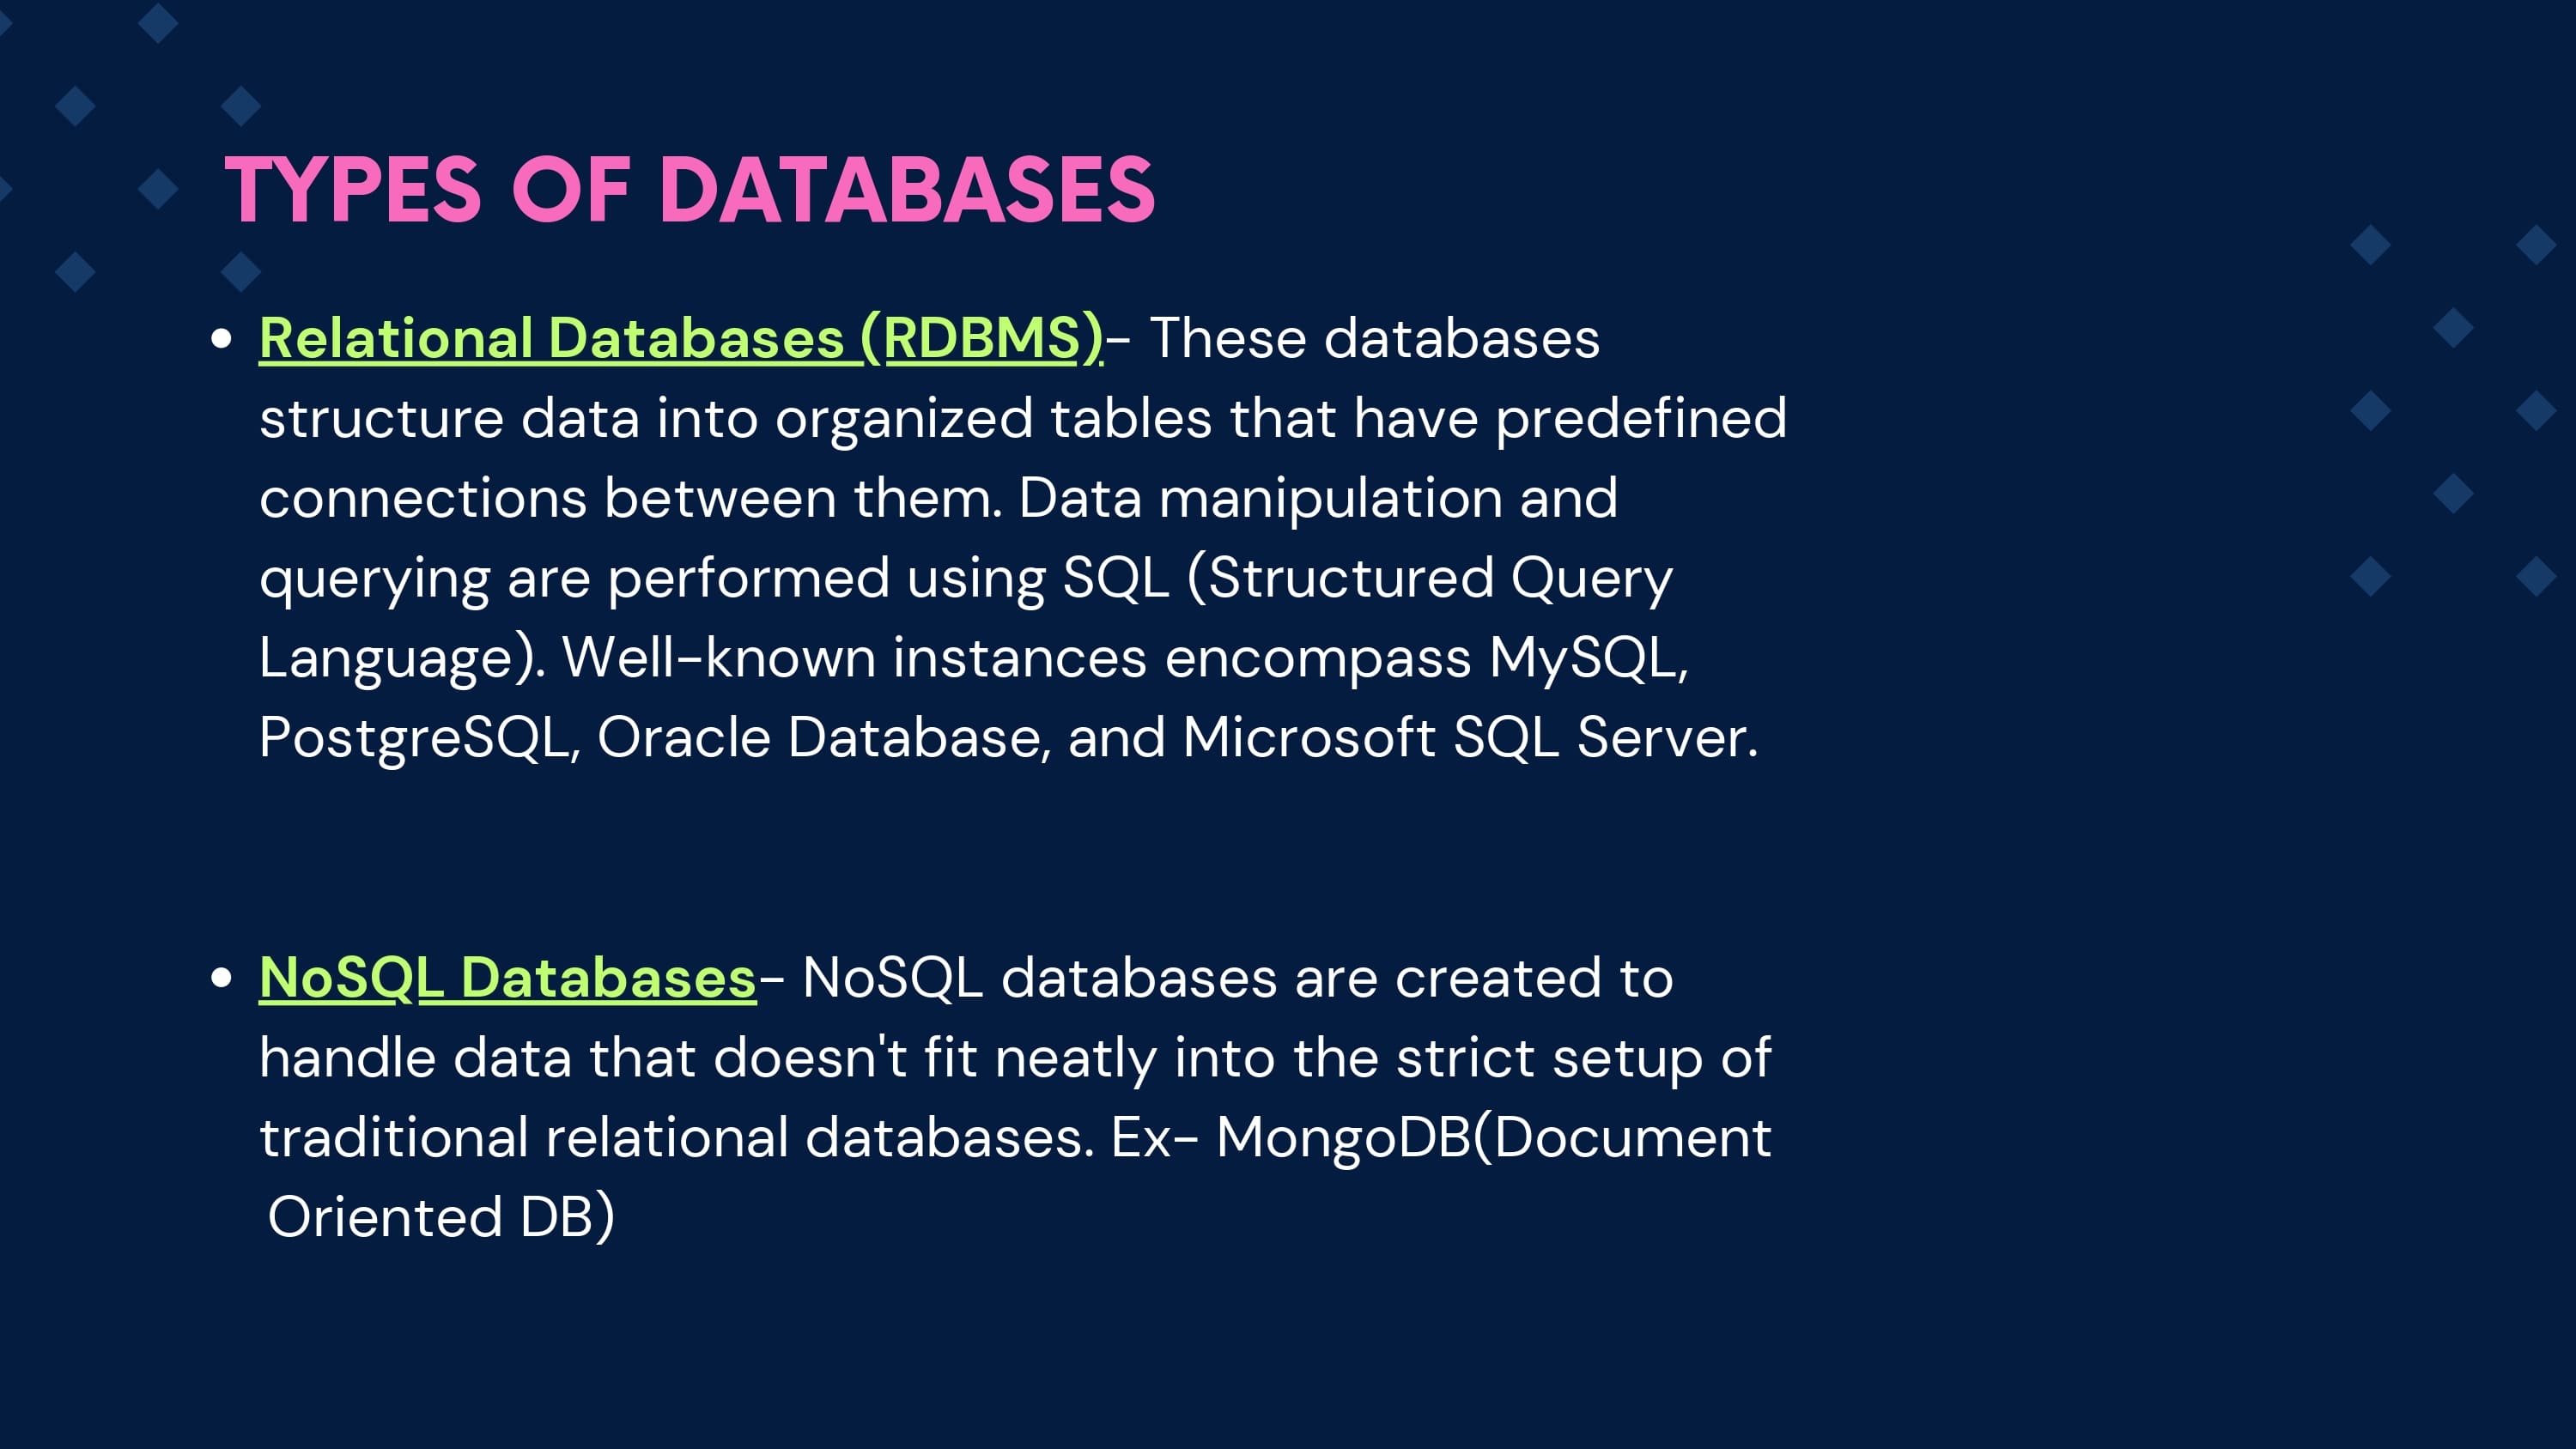 TYPES OF DATABASES
• Relational Databases (RDBMS)- These databases
structure data into organized tables that have predefined
connections between them. Data manipulation and
querying are performed using SQL (Structured Query
Language). Well-known instances encompass MySQL,
PostgreSQL, Oracle Database, and Microsoft SQL Server.
• NoSQL Databases- NoSQL databases are created to
handle data that doesn't fit neatly into the strict setup of
traditional relational databases. Ex- MongoDB(Document
Oriented DB)